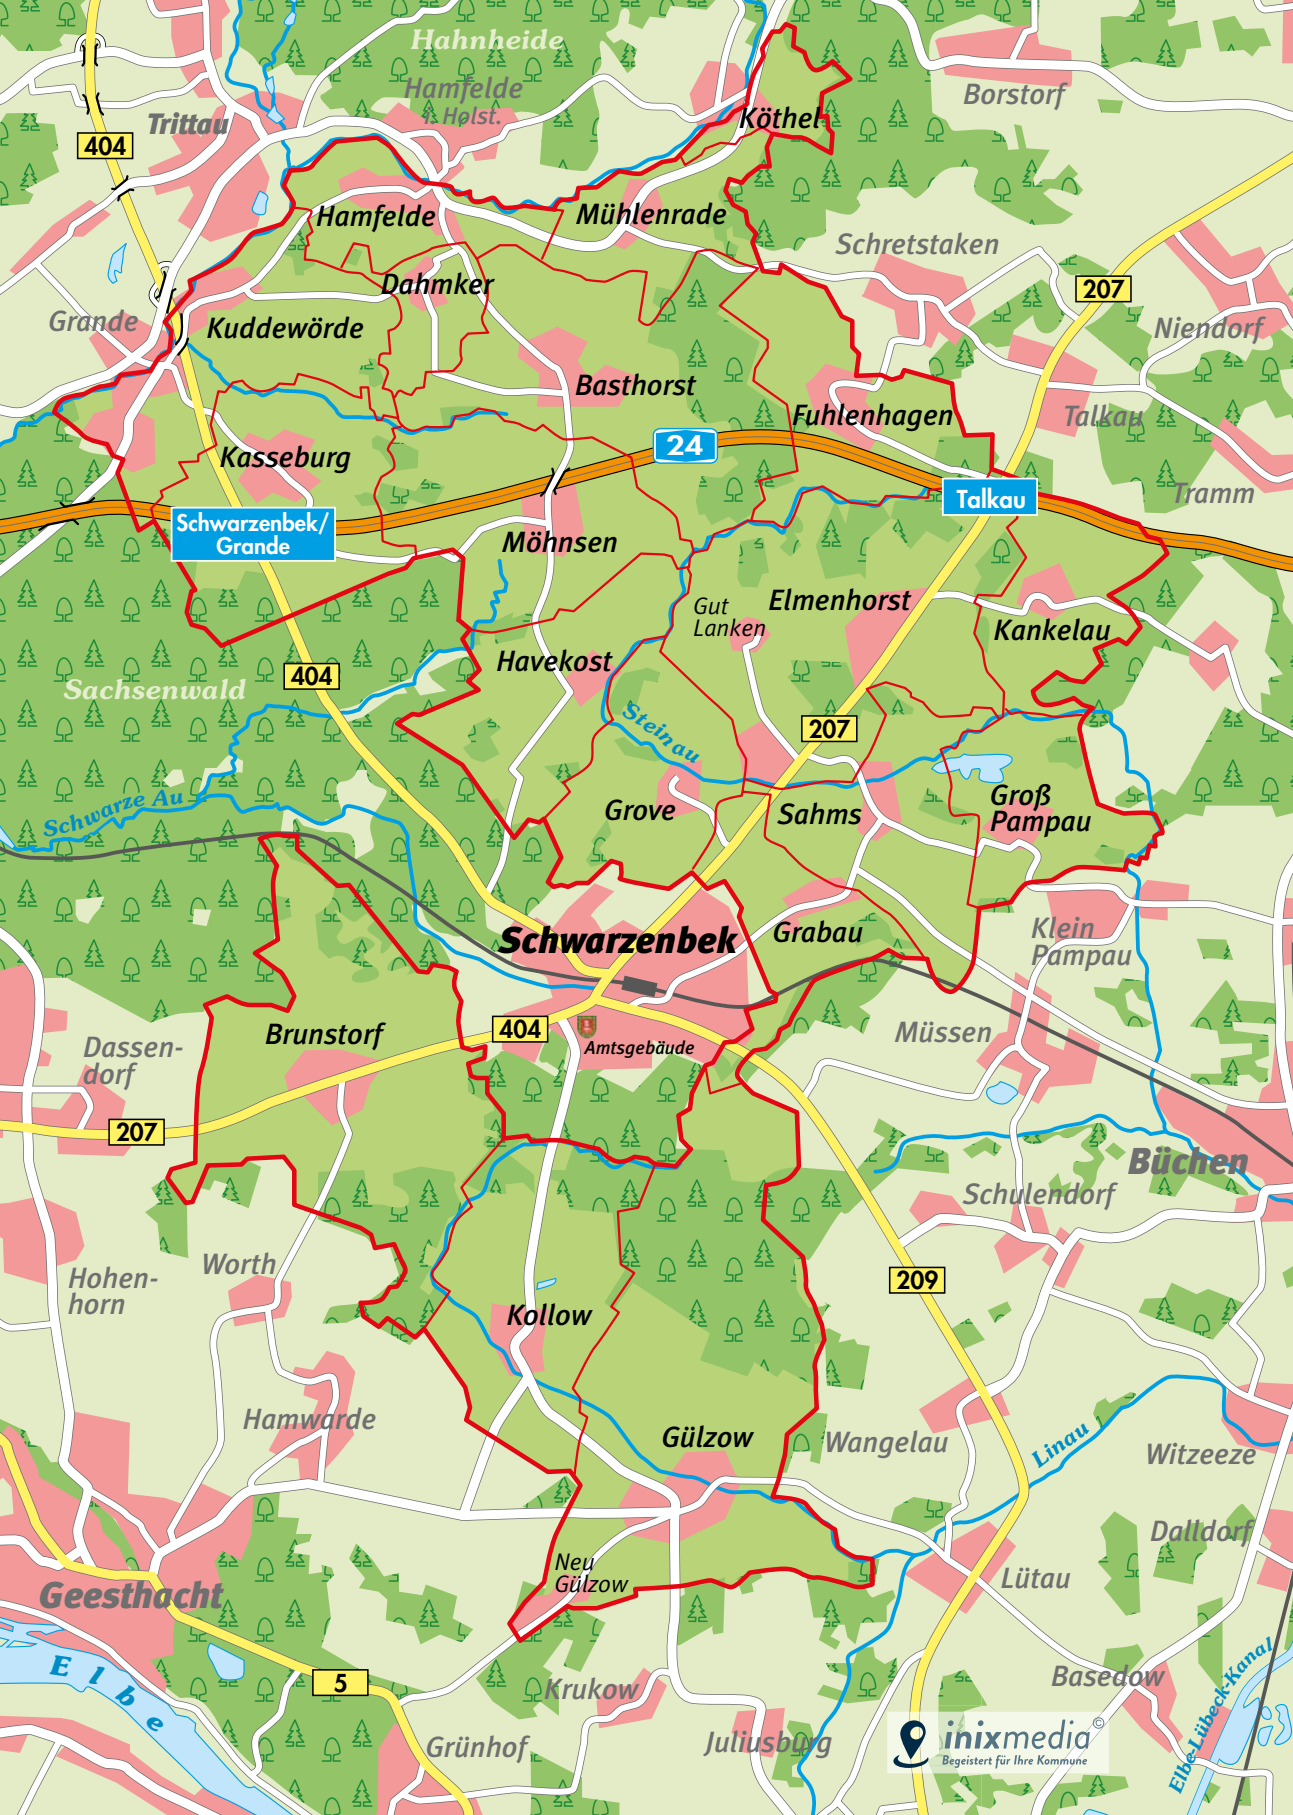 Hahnheide
Hamfelde
i. Holst.
Borstorf
Trittau
Köthel
404
Hamfelde
Mühlenrade
Schretstaken
Dahmker
207
Grande
Kuddewörde
Niendorf
Basthorst
Fuhlenhagen
Talkau
24
Kasseburg
Tramm
Talkau
Schwarzenbek/
Grande
Möhnsen
Gut
Lanken
Elmenhorst
Kankelau
Havekost
404
Sachsenwald
Steinau
207
Schwarze Au
Grove
Sahms
Groß
Pampau
Schwarzenbek
Grabau
Klein
Pampau
Brunstorf
404
Amtsgebäude
Müssen
Dassen-
dorf
207
Büchen
Schulendorf
Worth
Hohen-
horn
209
Kollow
Hamwarde
Gülzow
Wangelau
Linau
Witzeeze
Dalldorf
Neu
Gülzow
Lütau
Geesthacht
Elbe
5
Krukow
Basedow
Elbe-Lübeck-Kanal
Grünhof
Juliusburg
inixmedia©
Begeistert für Ihre Kommune